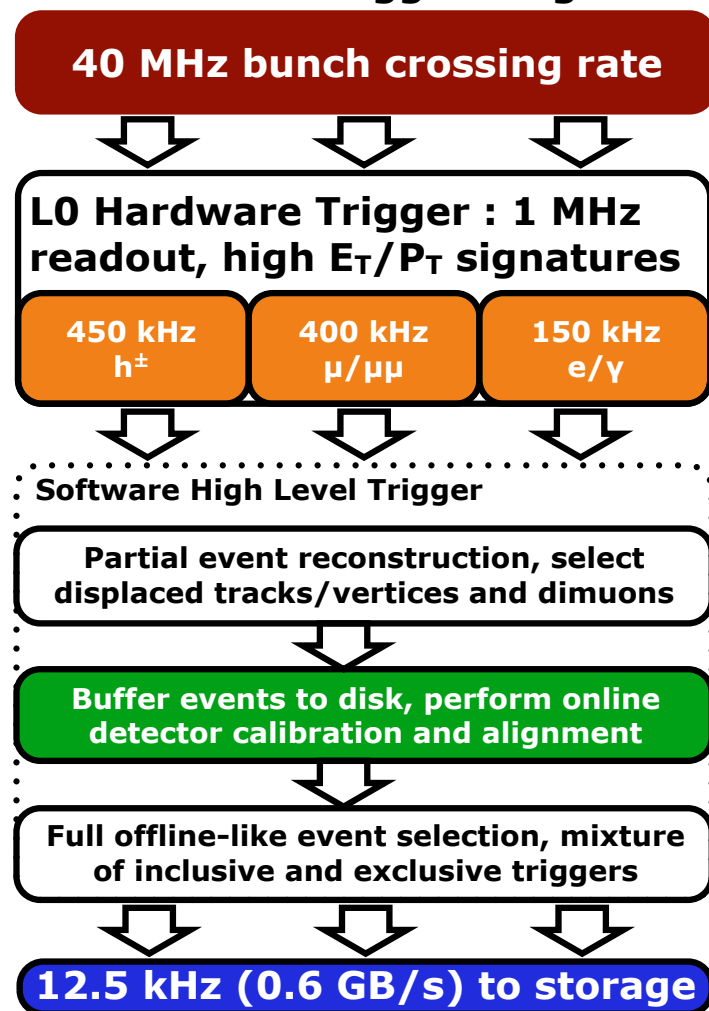 40 MHz bunch crossing rate
L0 Hardware Trigger : 1 MHz
readout, high E_T/P_T signatures
450 kHz
h±
400 kHz
µ/µµ
150 kHz
e/γ
Software High Level Trigger
Partial event reconstruction, select
displaced tracks/vertices and dimuons
Buffer events to disk, perform online
detector calibration and alignment
Full offline-like event selection, mixture
of inclusive and exclusive triggers
12.5 kHz (0.6 GB/s) to storage